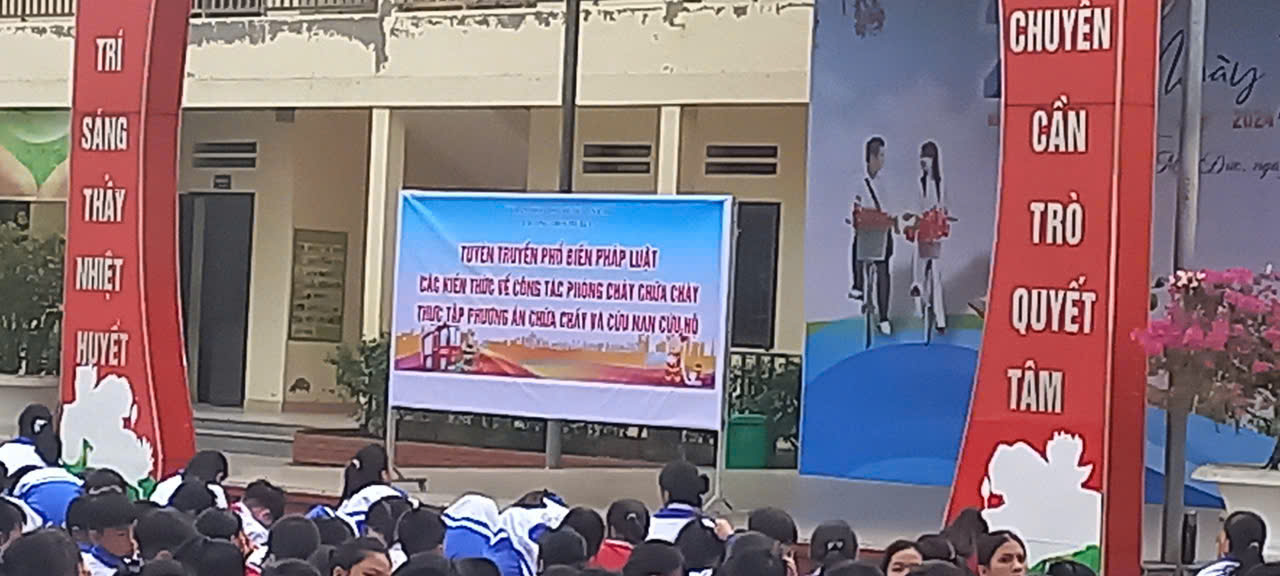 TRÍ
SÁNG
THẦY
NHIỆT
HUYẾT
TUYÊN TRUYỀN PHỔ BIẾN PHÁP LUẬT
CÁC KIẾN THỨC VỀ CÔNG TÁC PHÒNG CHÁY CHỮA CHÁY
THỰC TẬP PHƯƠNG ÁN CHỮA CHÁY VÀ CỨU NẠN CỨU HỘ
CHUYÊN
CẦN
TRÒ
QUYẾT
TÂM
Ngày
2024